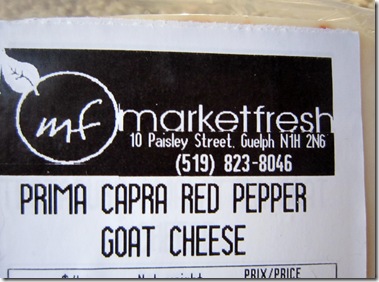 mf marketfresh
10 Paisley Street, Guelph N1H 2N6
(519) 823-8046
PRIMA CAPRA RED PEPPER
GOAT CHEESE
PRIX/PRICE